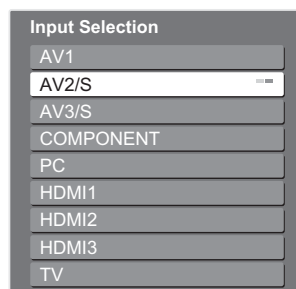 Input Selection
AV1
AV2/S
AV3/S
COMPONENT
PC
HDMI1
HDMI2
HDMI3
TV